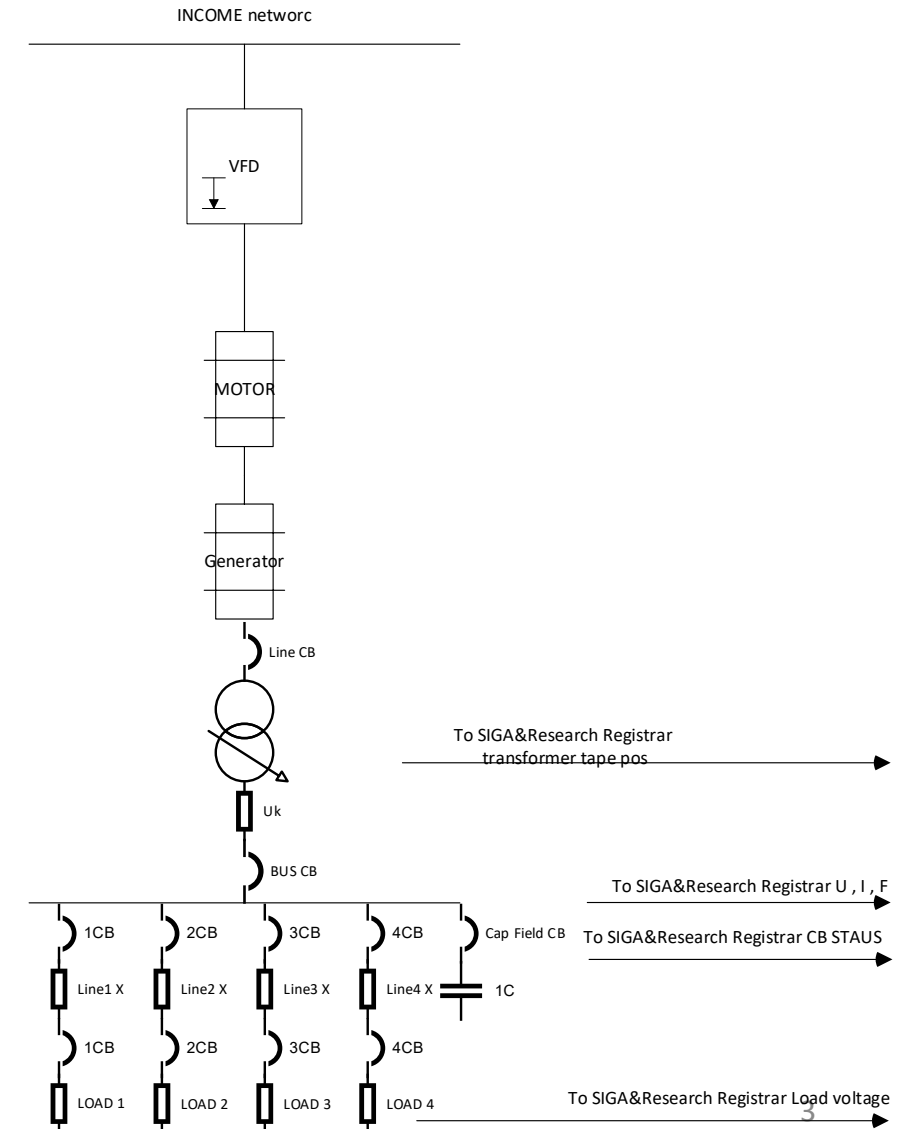 INCOME networc
VFD
MOTOR
Generator
Line CB
To SIGA&Research Registrar
transformer tape pos
Uk
BUS CB
To SIGA&Research Registrar U , I , F
1CB
2CB
3CB
4CB
Cap Field CB
To SIGA&Research Registrar CB STAUS
Line1 X
Line2 X
Line3 X
Line4 X
1C
1CB
2CB
3CB
4CB
LOAD 1
LOAD 2
LOAD 3
LOAD 4
To SIGA&Research Registrar Load voltage
3